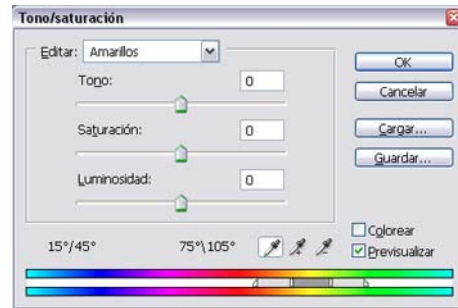 Tono/saturación
Editar: Amarillos
OK
Tono: 0
Cancelar
Saturación: 0
Cargar...
Guardar...
Luminosidad: 0
Colorear
15°/45° 75°\105° Previsualizar